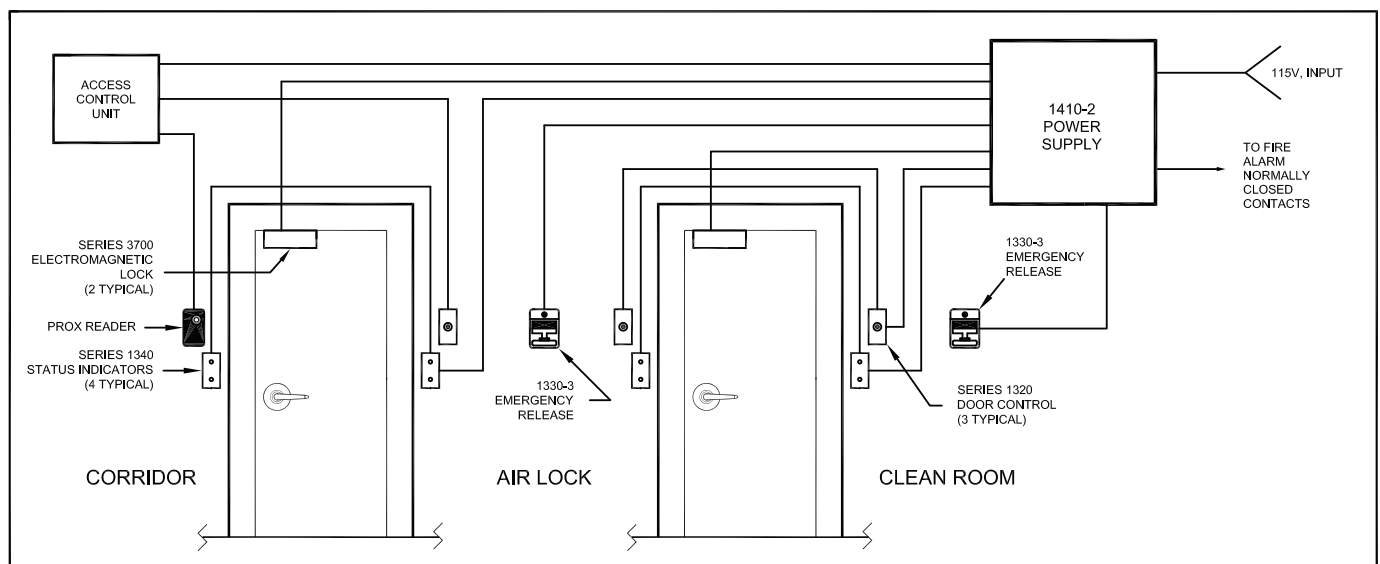 ACCESS
CONTROL
UNIT
1410-2
POWER
SUPPLY
115V, INPUT
TO FIRE
ALARM
NORMALLY
CLOSED
CONTACTS
SERIES 3700
ELECTROMAGNETIC
LOCK
(2 TYPICAL)
PROX READER
SERIES 1340
STATUS INDICATORS
(4 TYPICAL)
1330-3
EMERGENCY
RELEASE
1330-3
EMERGENCY
RELEASE
SERIES 1320
DOOR CONTROL
(3 TYPICAL)
CORRIDOR
AIR LOCK
CLEAN ROOM